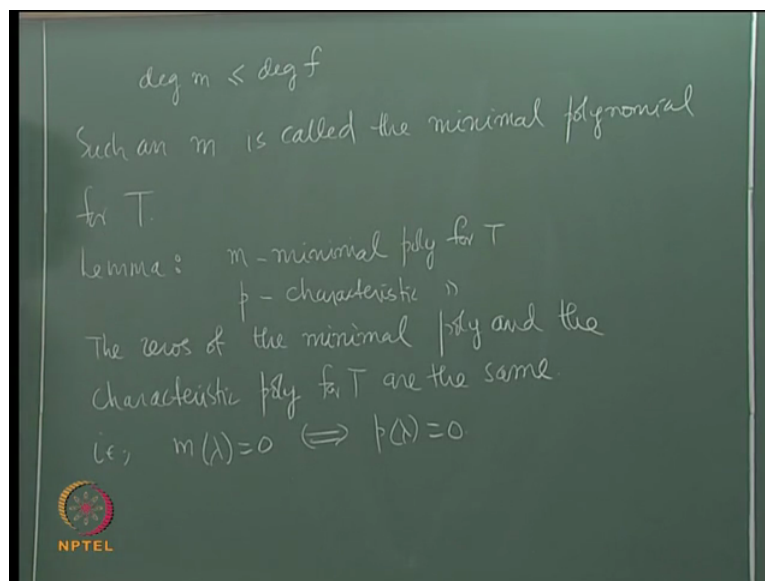 deg m ≤ deg f
Such an m is called the minimal polynomial
for T.
Lemma: m - minimal poly for T
p - characteristic "
The zeros of the minimal poly and the
characteristic poly for T are the same.
ie, m(λ)=0 ⟺ p(λ)=0
NPTEL